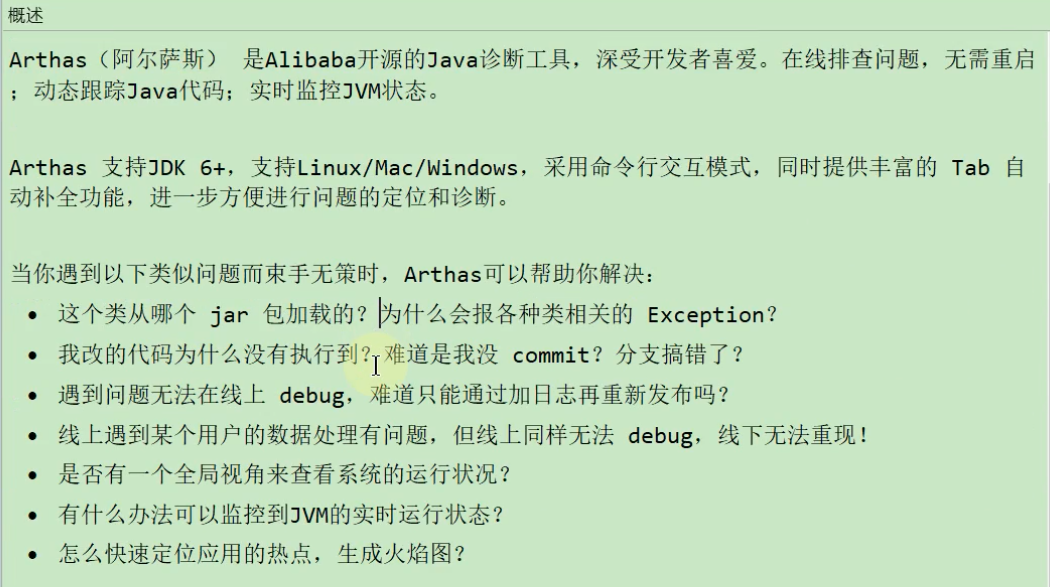 概述
Arthas（阿尔萨斯） 是Alibaba开源的Java诊断工具，深受开发者喜爱。在线排查问题，无需重启
；动态跟踪Java代码；实时监控JVM状态。
Arthas 支持JDK 6+，支持Linux/Mac/Windows，采用命令行交互模式，同时提供丰富的 Tab 自
动补全功能，进一步方便进行问题的定位和诊断。
当你遇到以下类似问题而束手无策时，Arthas可以帮助你解决：
• 这个类从哪个 jar 包加载的？为什么会报各种类相关的 Exception？
• 我改的代码为什么没有执行到？难道是我没 commit？分支搞错了？
• 遇到问题无法在线上 debug，难道只能通过加日志再重新发布吗？
• 线上遇到某个用户的数据处理有问题，但线上同样无法 debug，线下无法重现！
• 是否有一个全局视角来查看系统的运行状况？
• 有什么办法可以监控到JVM的实时运行状态？
• 怎么快速定位应用的热点，生成火焰图？